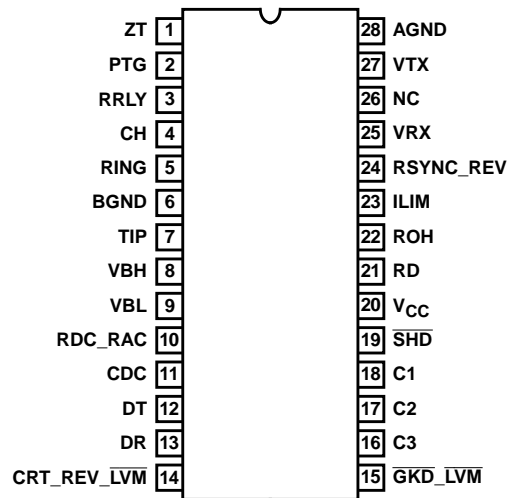 ZT 1 28 AGND
PTG 2 27 VTX
RRLY 3 26 NC
CH 4 25 VRX
RING 5 24 RSYNC_REV
BGND 6 23 ILIM
TIP 7 22 ROH
VBH 8 21 RD
VBL 9 20 VCC
RDC_RAC 10 19 SHD
CDC 11 18 C1
DT 12 17 C2
DR 13 16 C3
CRT_REV_LVM 14 15 GKD_LVM